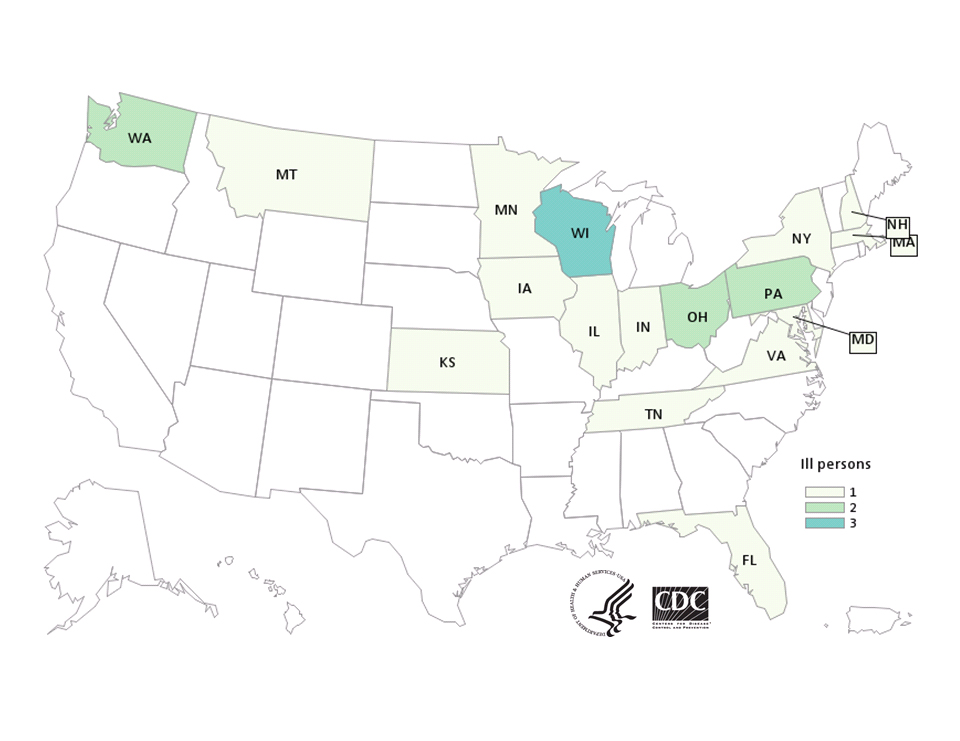 WA
MT
MN
WI
NY
NH
MA
IA
PA
IL
IN
OH
MD
VA
KS
TN
Ill persons
1
2
3
FL
DEPARTMENT OF HEALTH & HUMAN SERVICES • USA
CDC
CENTERS FOR DISEASE
CONTROL AND PREVENTION